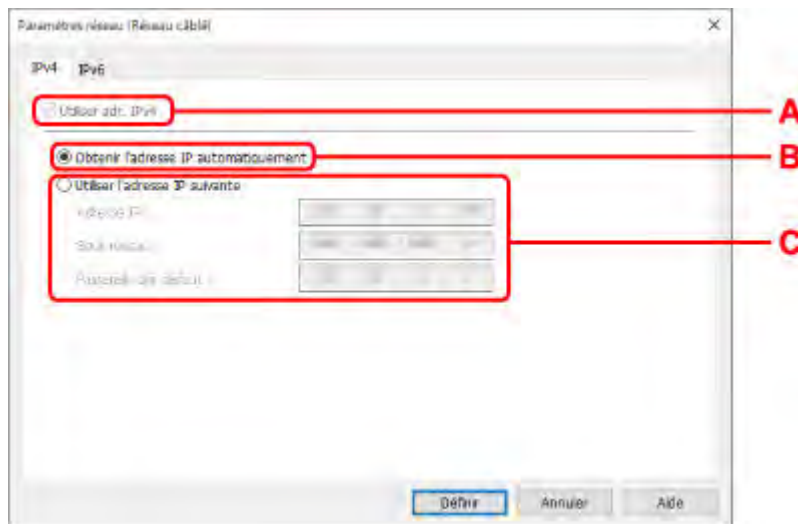 Paramètres réseau (Réseau câblé)
IPv4 IPv6
Utiliser adr. IPv4
A
Obtenir l'adresse IP automatiquement
B
Utiliser l'adresse IP suivante
Adresse IP :
C
Sous-réseau :
Passerelle par défaut :
Définir Annuler Aide